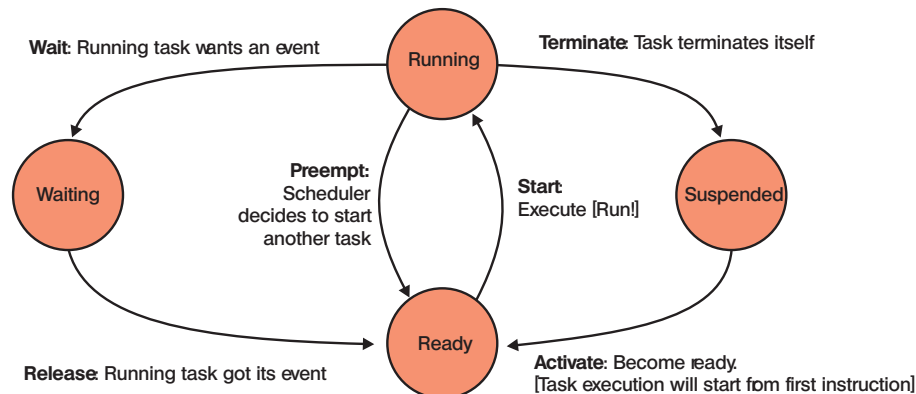 Wait: Running task wants an event
Terminate: Task terminates itself
Running
Preempt:
Scheduler
decides to start
another task
Start:
Execute [Run!]
Waiting
Suspended
Ready
Release: Running task got its event
Activate: Become ready.
[Task execution will start from first instruction]